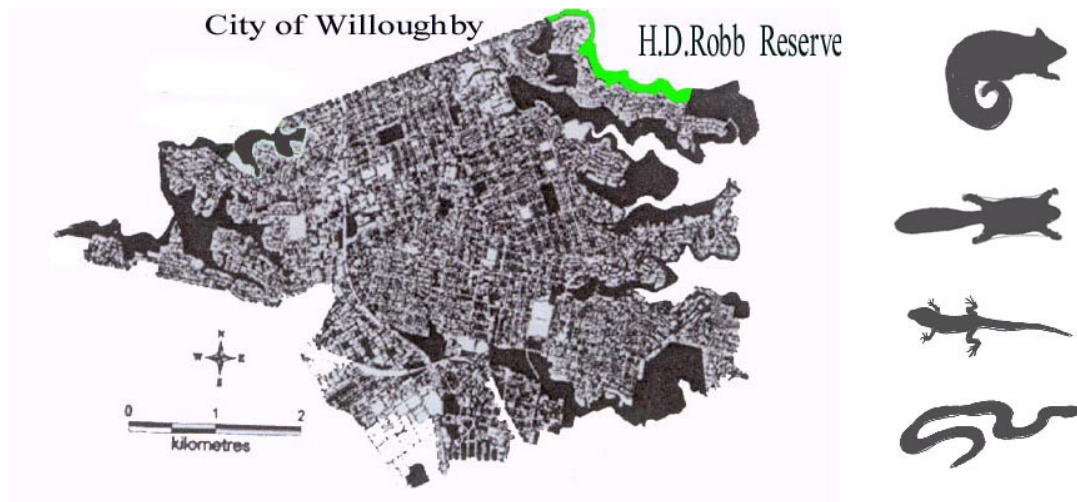 City of Willoughby
H.D.Robb Reserve
N
W E
S
0 1 2
kilometres